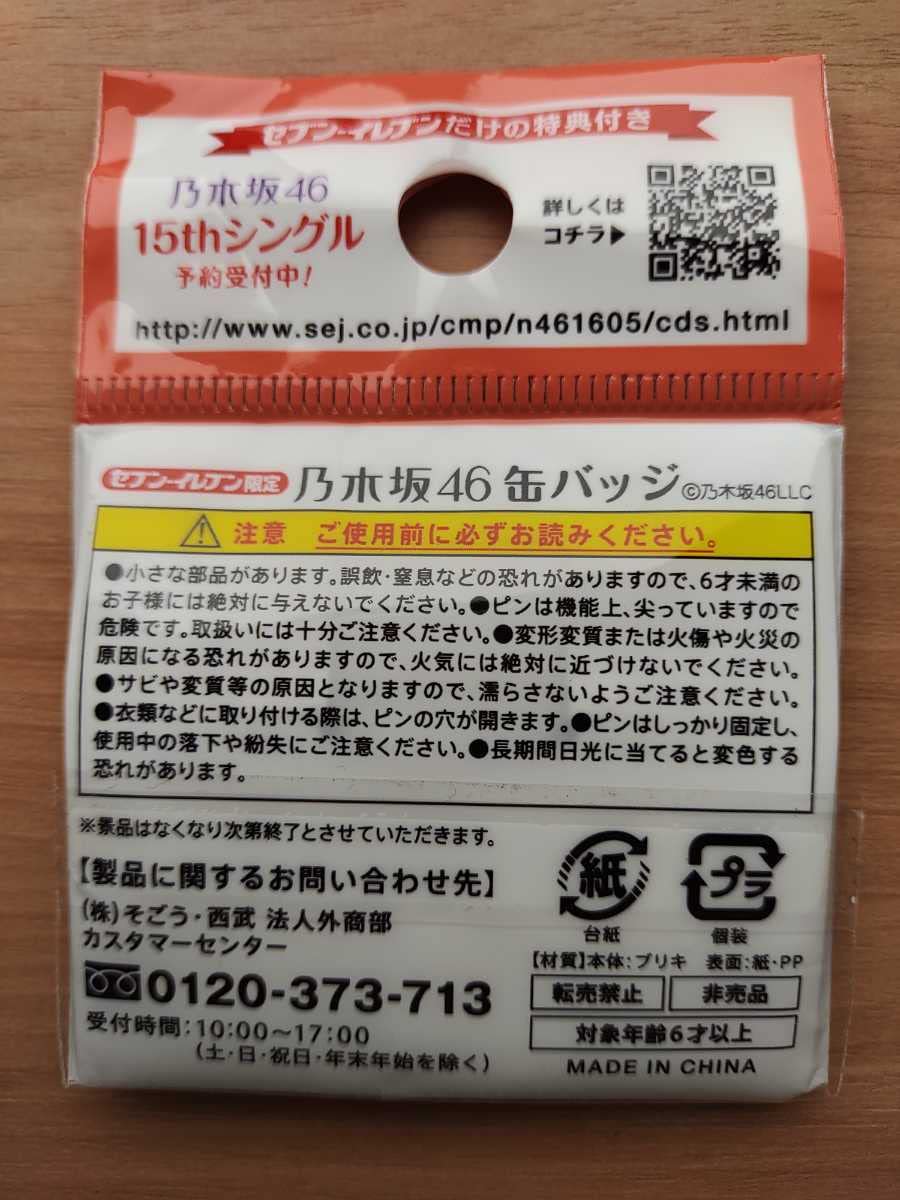 セブン-イレブンだけの特典付き
乃木坂46
15thシングル
予約受付中！
詳しくは
コチラ▶
http://www.sej.co.jp/cmp/n461605/cds.html
セブン-イレブン限定 乃木坂46 缶バッジ ©乃木坂46LLC
注意 ご使用前に必ずお読みください。
●小さな部品があります。誤飲・窒息などの恐れがありますので、6才未満の
お子様には絶対に与えないでください。●ピンは機能上、尖っていますので
危険です。取扱いには十分ご注意ください。●変形変質または火傷や火災の
原因になる恐れがありますので、火気には絶対に近づけないでください。
●サビや変質等の原因となりますので、濡らさないようご注意ください。
●衣類などに取り付ける際は、ピンの穴が開きます。●ピンはしっかり固定し、
使用中の落下や紛失にご注意ください。●長期間日光に当てると変色する
恐れがあります。
※景品はなくなり次第終了とさせていただきます。
【製品に関するお問い合わせ先】
(株)そごう・西武 法人外商部
カスタマーセンター
0120-373-713
受付時間：10:00～17:00
(土・日・祝日・年末年始を除く)
紙
台紙
プラ
個装
【材質】本体：ブリキ 表面：紙・PP
転売禁止
非売品
対象年齢6才以上
MADE IN CHINA